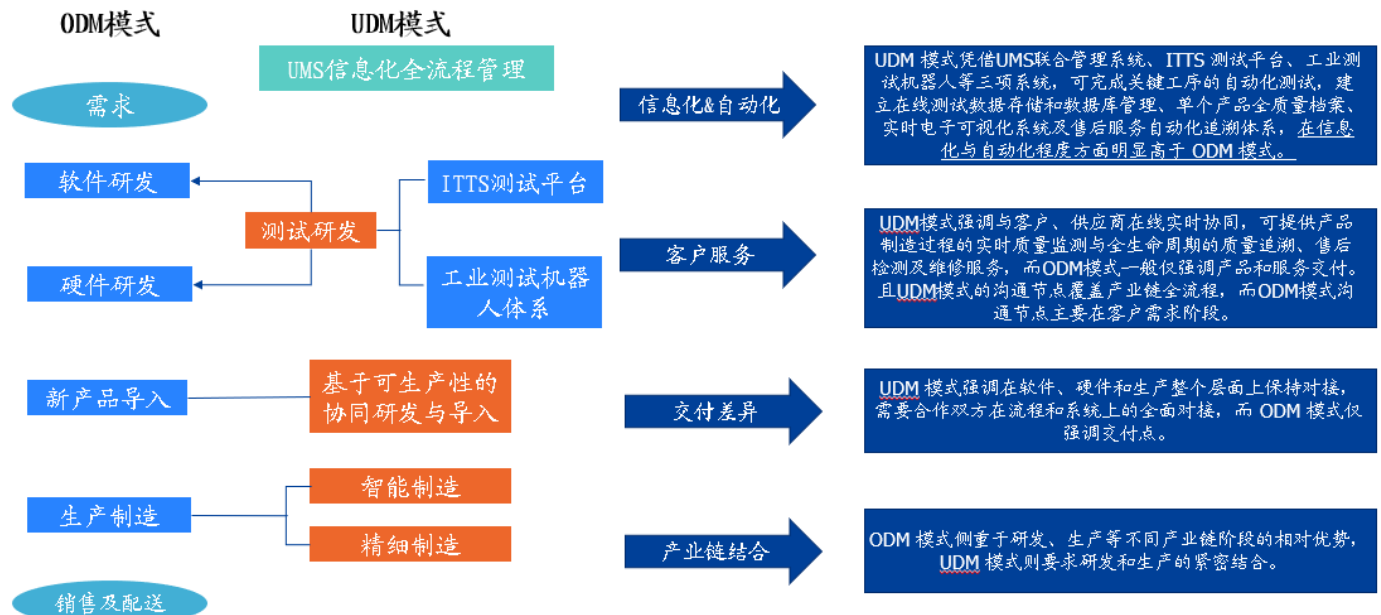 ODM模式
UDM模式
UMS信息化全流程管理
需求
软件研发
测试研发
ITTS测试平台
硬件研发
工业测试机器
人体系
新产品导入
基于可生产性的
协同研发与导入
生产制造
智能制造
精细制造
销售及配送
信息化&自动化
UDM 模式凭借UMS联合管理系统、ITTS 测试平台、工业测
试机器人等三项系统，可完成关键工序的自动化测试，建
立在线测试数据存储和数据库管理、单个产品全质量档案、
实时电子可视化系统及售后服务自动化追溯体系，在信息
化与自动化程度方面明显高于 ODM 模式。
客户服务
UDM模式强调与客户、供应商在线实时协同，可提供产品
制造过程的实时质量监测与全生命周期的质量追溯、售后
检测及维修服务，而ODM模式一般仅强调产品和服务交付。
且UDM模式的沟通节点覆盖产业链全流程，而ODM模式沟
通节点主要在客户需求阶段。
交付差异
UDM 模式强调在软件、硬件和生产整个层面上保持对接，
需要合作双方在流程和系统上的全面对接，而 ODM 模式仅
强调交付点。
产业链结合
ODM 模式侧重于研发、生产等不同产业链阶段的相对优势，
UDM 模式则要求研发和生产的紧密结合。